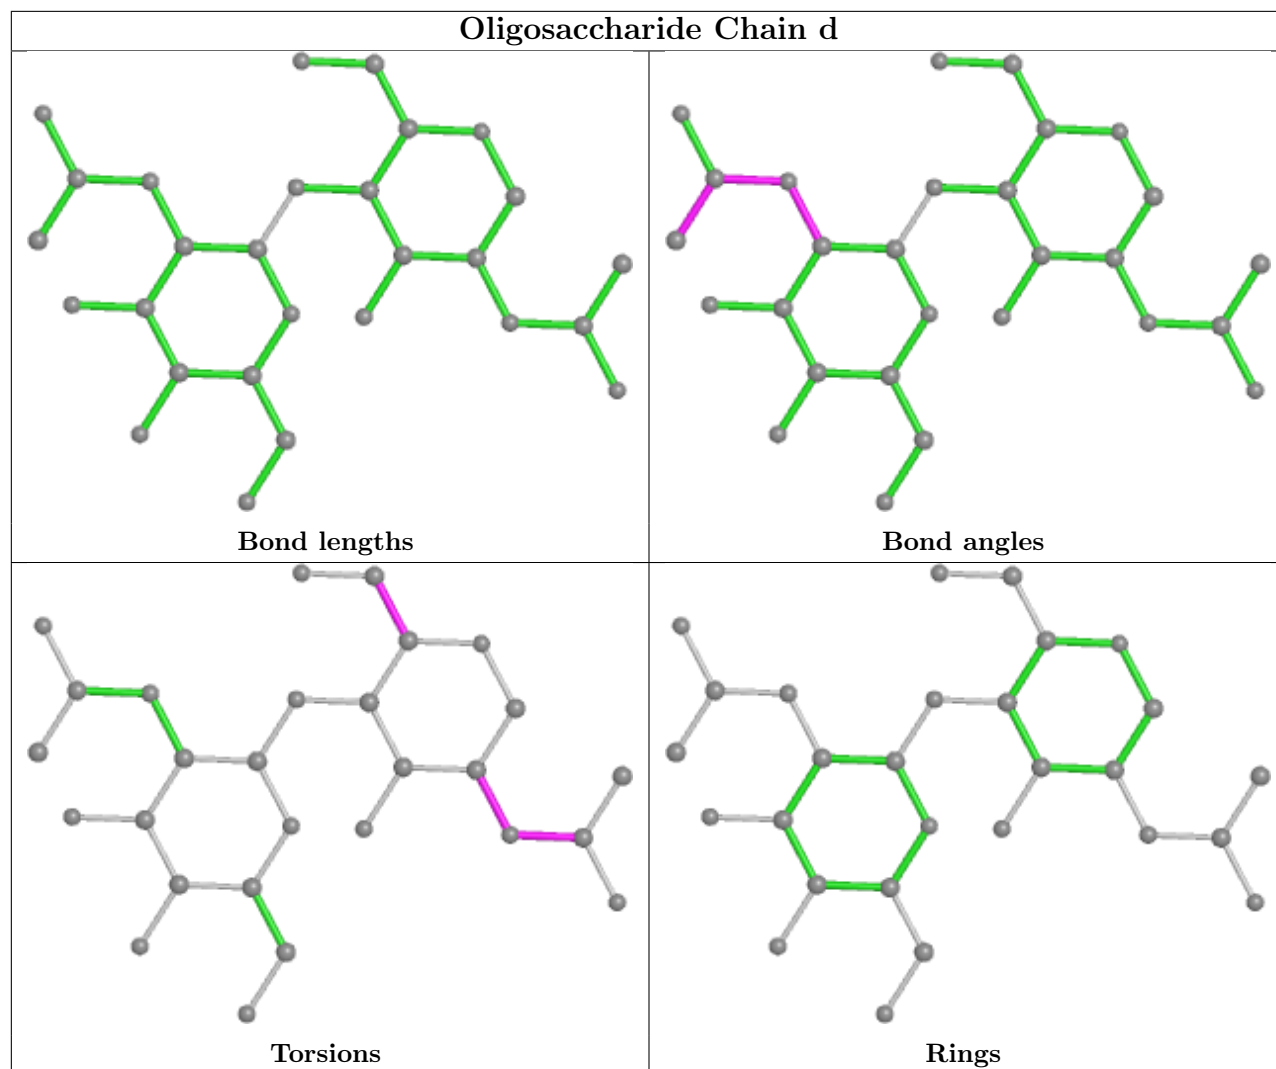 Oligosaccharide Chain d
Bond lengths
Bond angles
Torsions
Rings